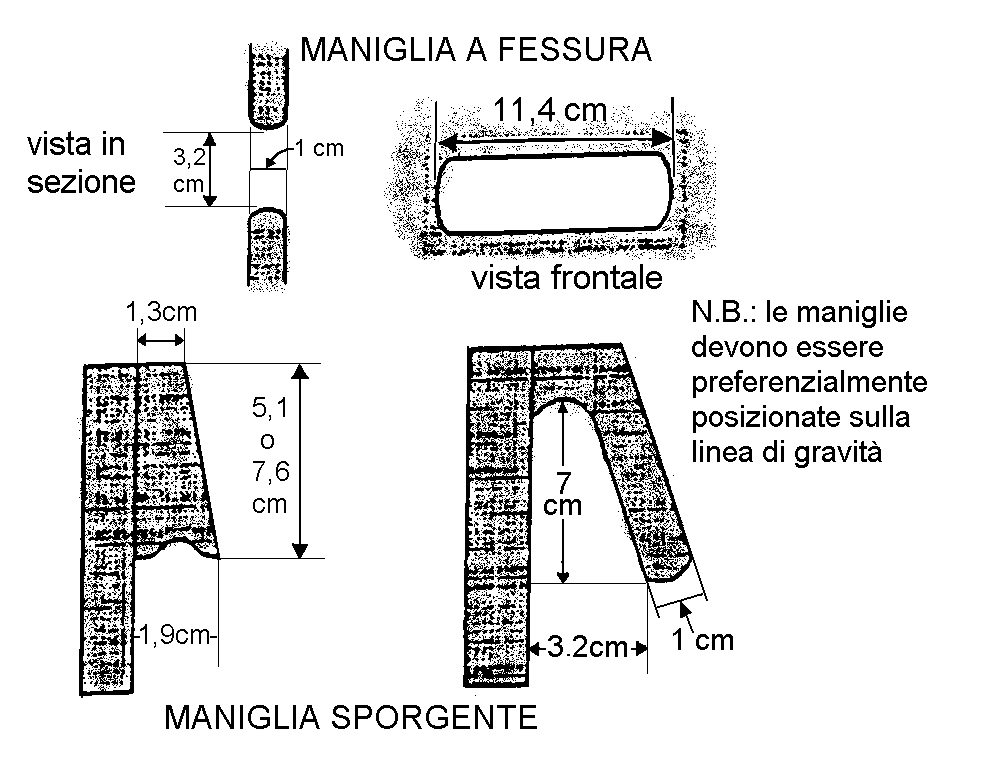 MANIGLIA A FESSURA
vista in
sezione
3,2
cm
1 cm
11,4 cm
vista frontale
1,3cm
5,1
o
7,6
cm
1,9cm
7
cm
3.2cm
1 cm
N.B.: le maniglie
devono essere
preferenzialmente
posizionate sulla
linea di gravità
MANIGLIA SPORGENTE